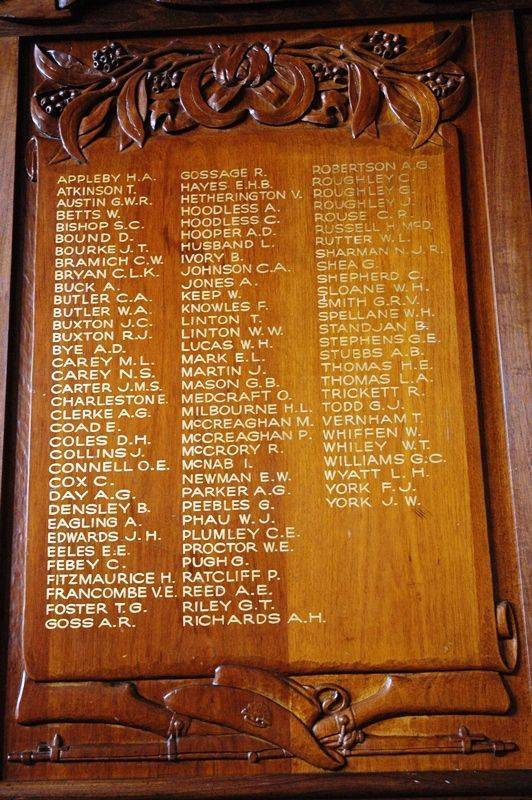 APPLEBY H.A.
ATKINSON T.
AUSTIN G.W.R.
BETTS W.
BISHOP S.C.
BOUND D.
BOURKE J.T.
BRAMICH C.W.
BRYAN C.L.K.
BUCK A.
BUTLER C.A.
BUTLER W.A.
BUXTON J.C.
BUXTON R.J.
BYE A.D.
CAREY M.L.
CAREY N.S.
CARTER J.M.S.
CHARLESTON E.
CLERKE A.G.
COAD E.
COLES D.H.
COLLINS J.
CONNELL O.E.
COX C.
DAY A.G.
DENSLEY B.
EAGLING A.
EDWARDS J.H.
EELES E.E.
FEBEY C.
FITZMAURICE H.
FRANCOMBE V.E.
FOSTER T.G.
GOSS A.R.
GOSSAGE R.
HAYES E.H.B.
HETHERINGTON V.
HOODLESS A.
HOODLESS C.
HOOPER A.D.
HUSBAND L.
IVORY B.
JOHNSON C.A.
JONES A.
KEEP W.
KNOWLES F.
LINTON T.
LINTON W.W.
LUCAS W.H.
MARK E.L.
MARTIN J.
MASON G.B.
MEDCRAFT O.
MILBOURNE H.L.
McCREAGHAN M.
McCREAGHAN P.
McCRORY R.
McNAB I.
NEWMAN E.W.
PARKER A.G.
PEEBLES G.
PHAU W.J.
PLUMLEY C.E.
PROCTOR W.E.
PUGH G.
RATCLIFF P.
REED A.E.
RILEY G.T.
RICHARDS A.H.
ROBERTSON A.G.
ROUGHLEY C.
ROUGHLEY G.
ROUGHLEY J.
ROUSE C.R.
RUSSELL H.McD.
RUTTER W.L.
SHARMAN N.J.R.
SHEA G.
SHEPHERD C.
SLOANE W.H.
SMITH G.R.V.
SPELLANE W.H.
STANDJAN B.
STEPHENS G.E.
STUBBS A.B.
THOMAS H.E.
THOMAS L.A.
TRICKETT R.
TODD G.J.
VERNHAM T.
WHIFFEN W.
WHILEY W.T.
WILLIAMS G.C.
WYATT L.H.
YORK F.J.
YORK J.W.